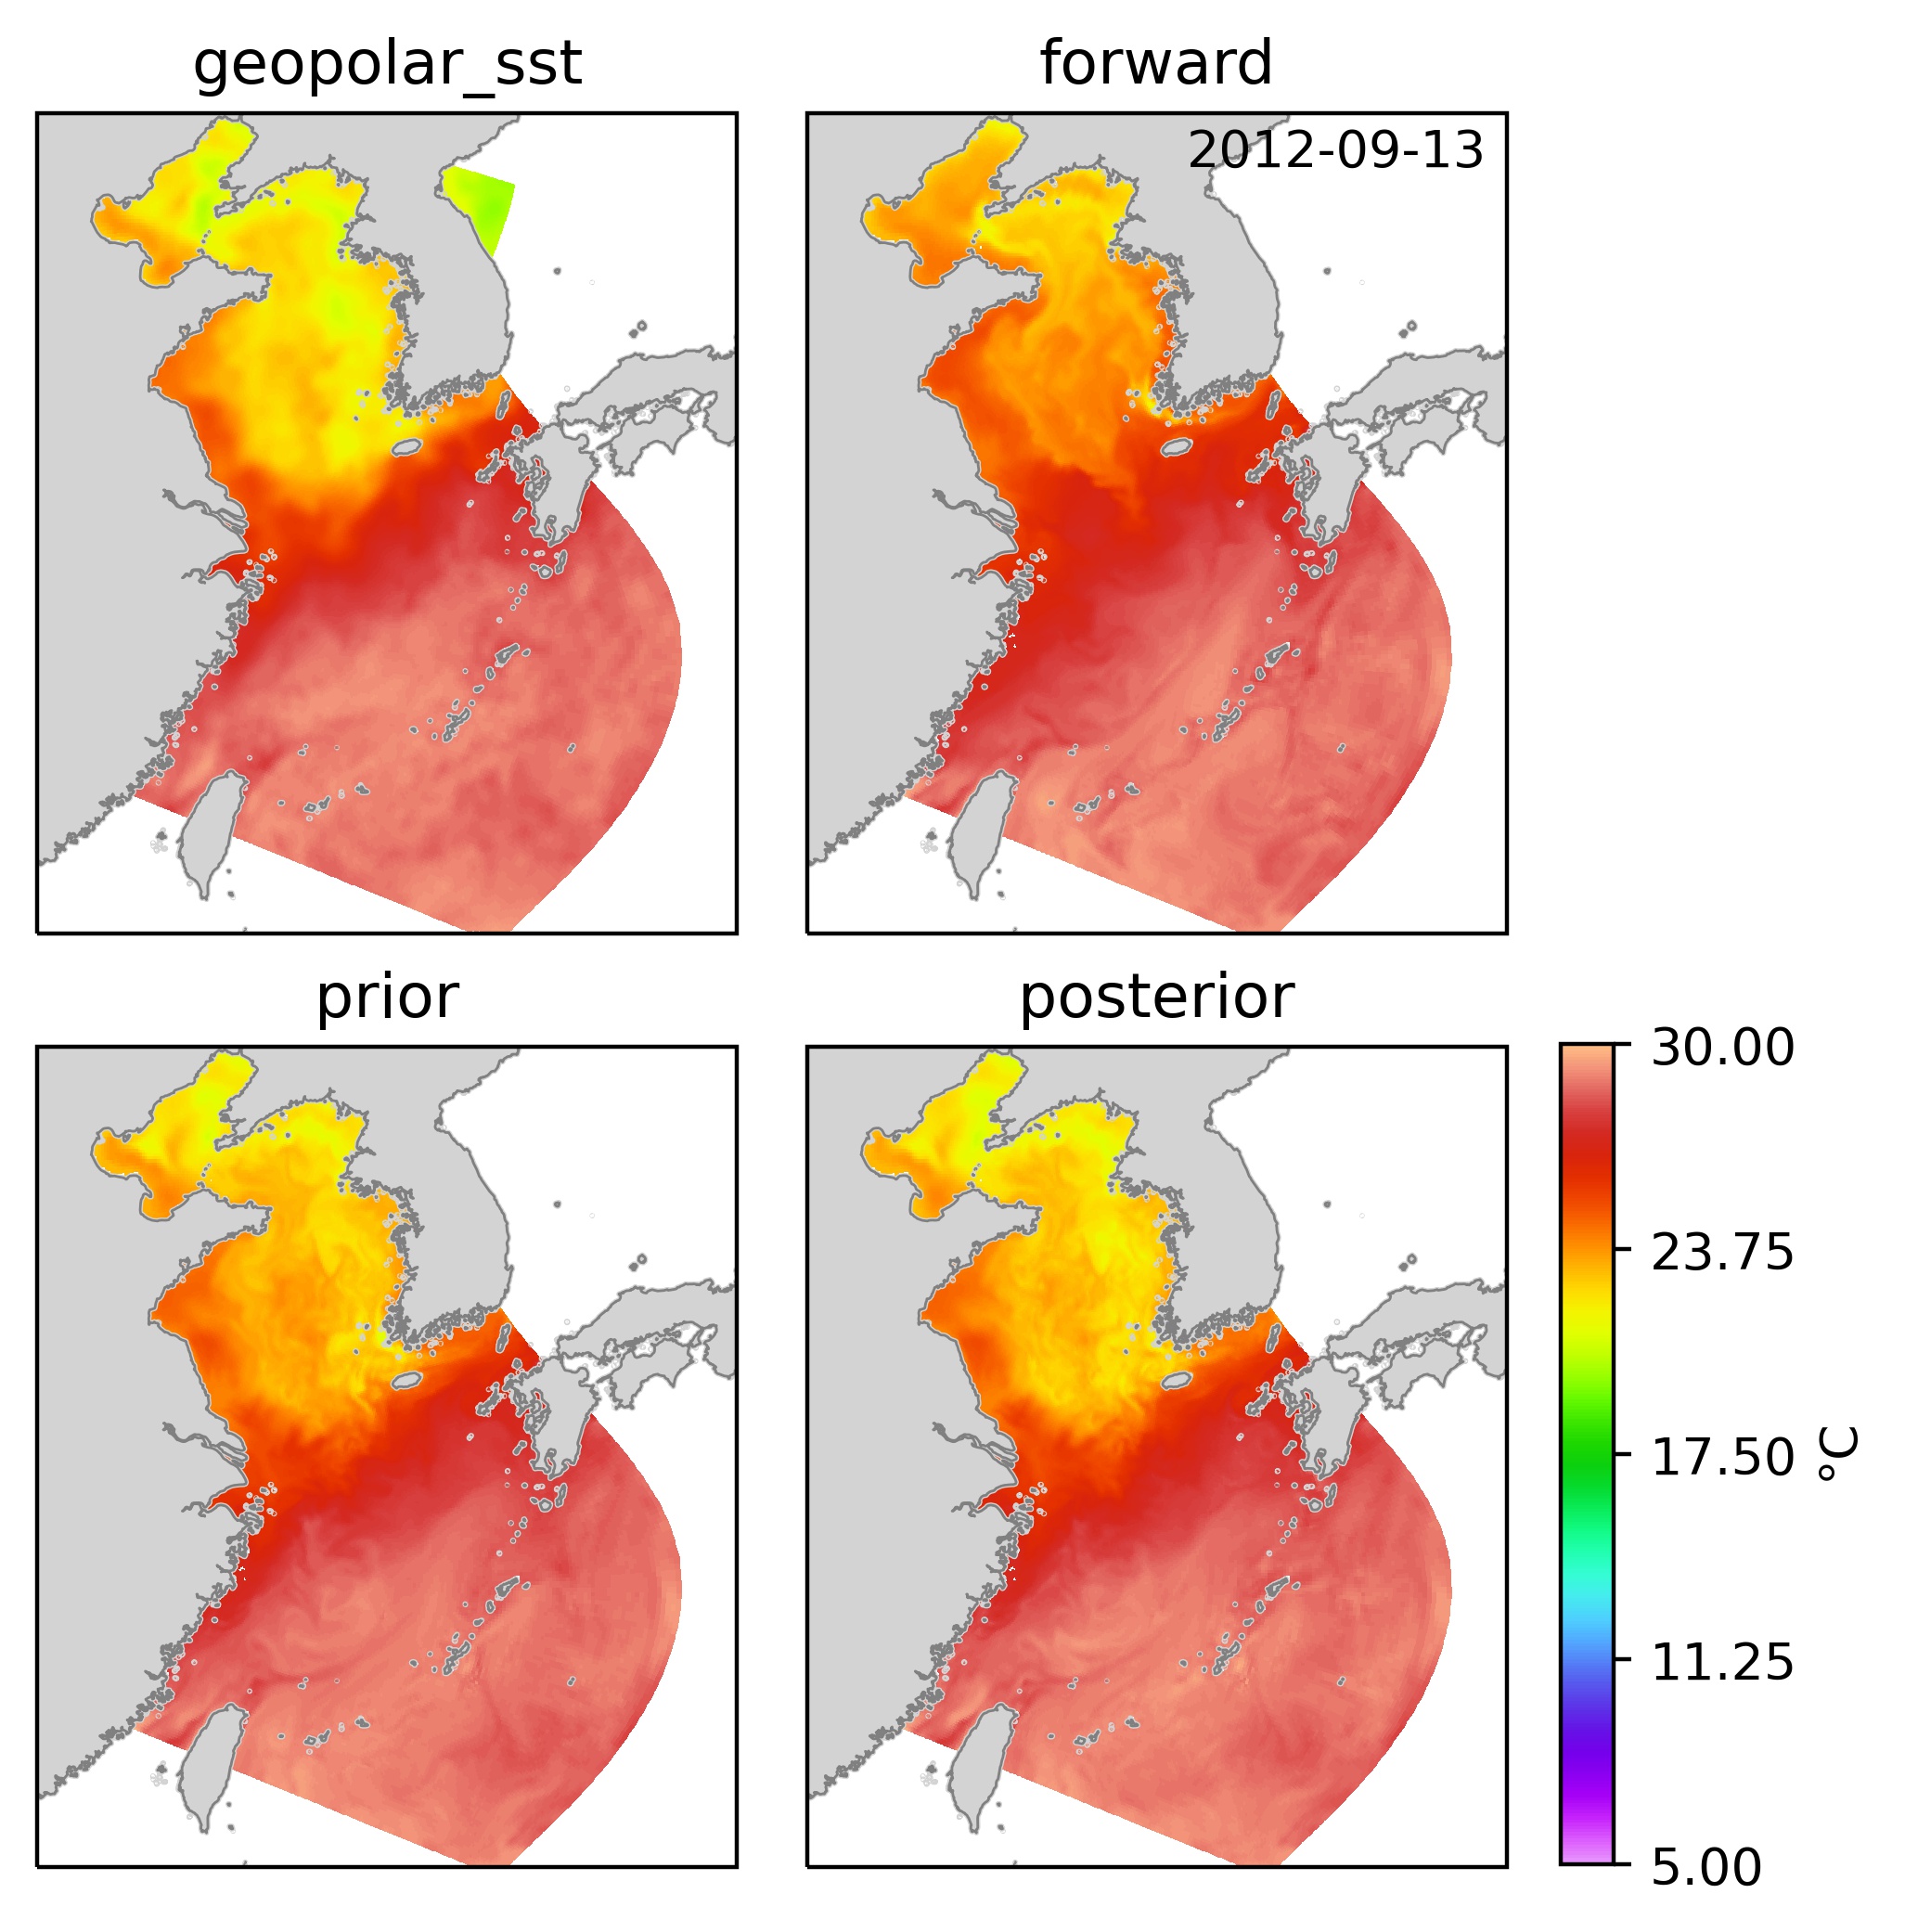 geopolar_sst
forward
2012-09-13
prior
posterior
30.00
23.75
17.50
11.25
5.00
°C